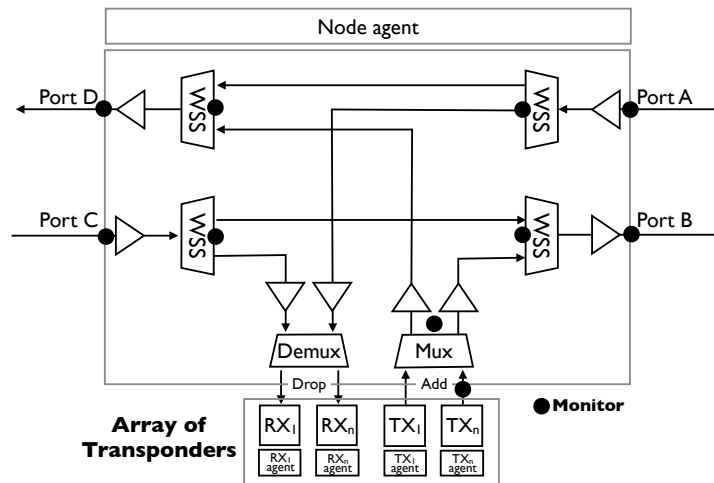 Node agent
Port D
WSS
WSS
Port A
Port C
WSS
WSS
Port B
Demux
Mux
Drop
Add
Monitor
Array of
Transponders
RX1
RXn
TX1
TXn
RX1
agent
RXn
agent
TX1
agent
TXn
agent